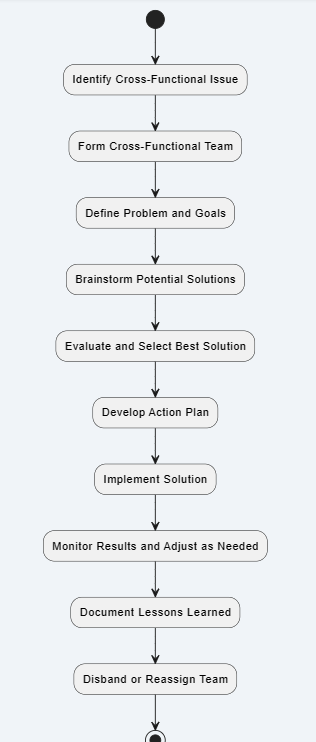 Identify Cross-Functional Issue
Form Cross-Functional Team
Define Problem and Goals
Brainstorm Potential Solutions
Evaluate and Select Best Solution
Develop Action Plan
Implement Solution
Monitor Results and Adjust as Needed
Document Lessons Learned
Disband or Reassign Team